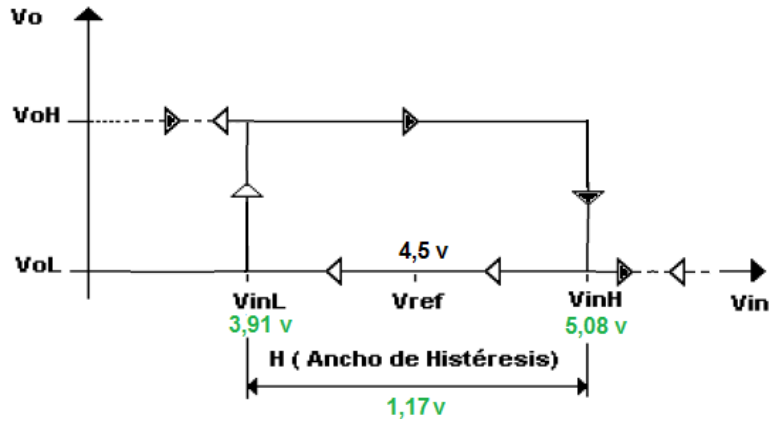 Vo
VoH
VoL
4,5 v
VinL
Vref
VinH
Vin
3,91 v
5,08 v
H ( Ancho de Histéresis)
1,17 v